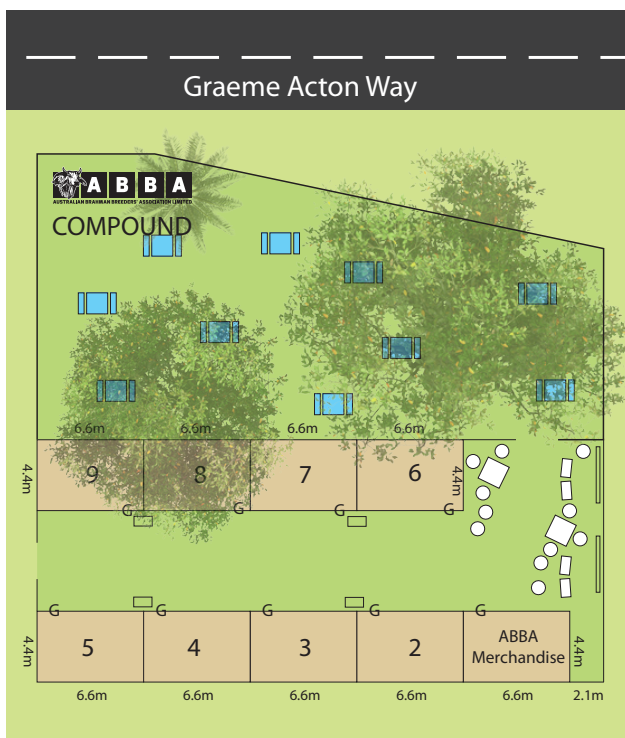 Graeme Acton Way
ABBA
AUSTRALIAN BRAHMAN BREEDERS' ASSOCIATION LIMITED
COMPOUND
6.6m 6.6m 6.6m 6.6m
4.4m 9 8 7 6 4.4m
G G G G
G G G G G
4.4m 5 4 3 2 ABBA
Merchandise 4.4m
6.6m 6.6m 6.6m 6.6m 6.6m 2.1m